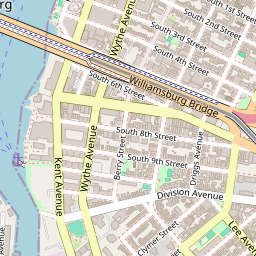 rg
South 1st Street
South 2nd Street
Wythe Avenue
South 3rd Street
South 4th Street
Williamsburg Bridge
South 6th Street
South 8th Street
Wythe Avenue
Berry Street
South 9th Street
Driggs Avenue
Kent Avenue
Division Avenue
Lee Aven
Clymer Street